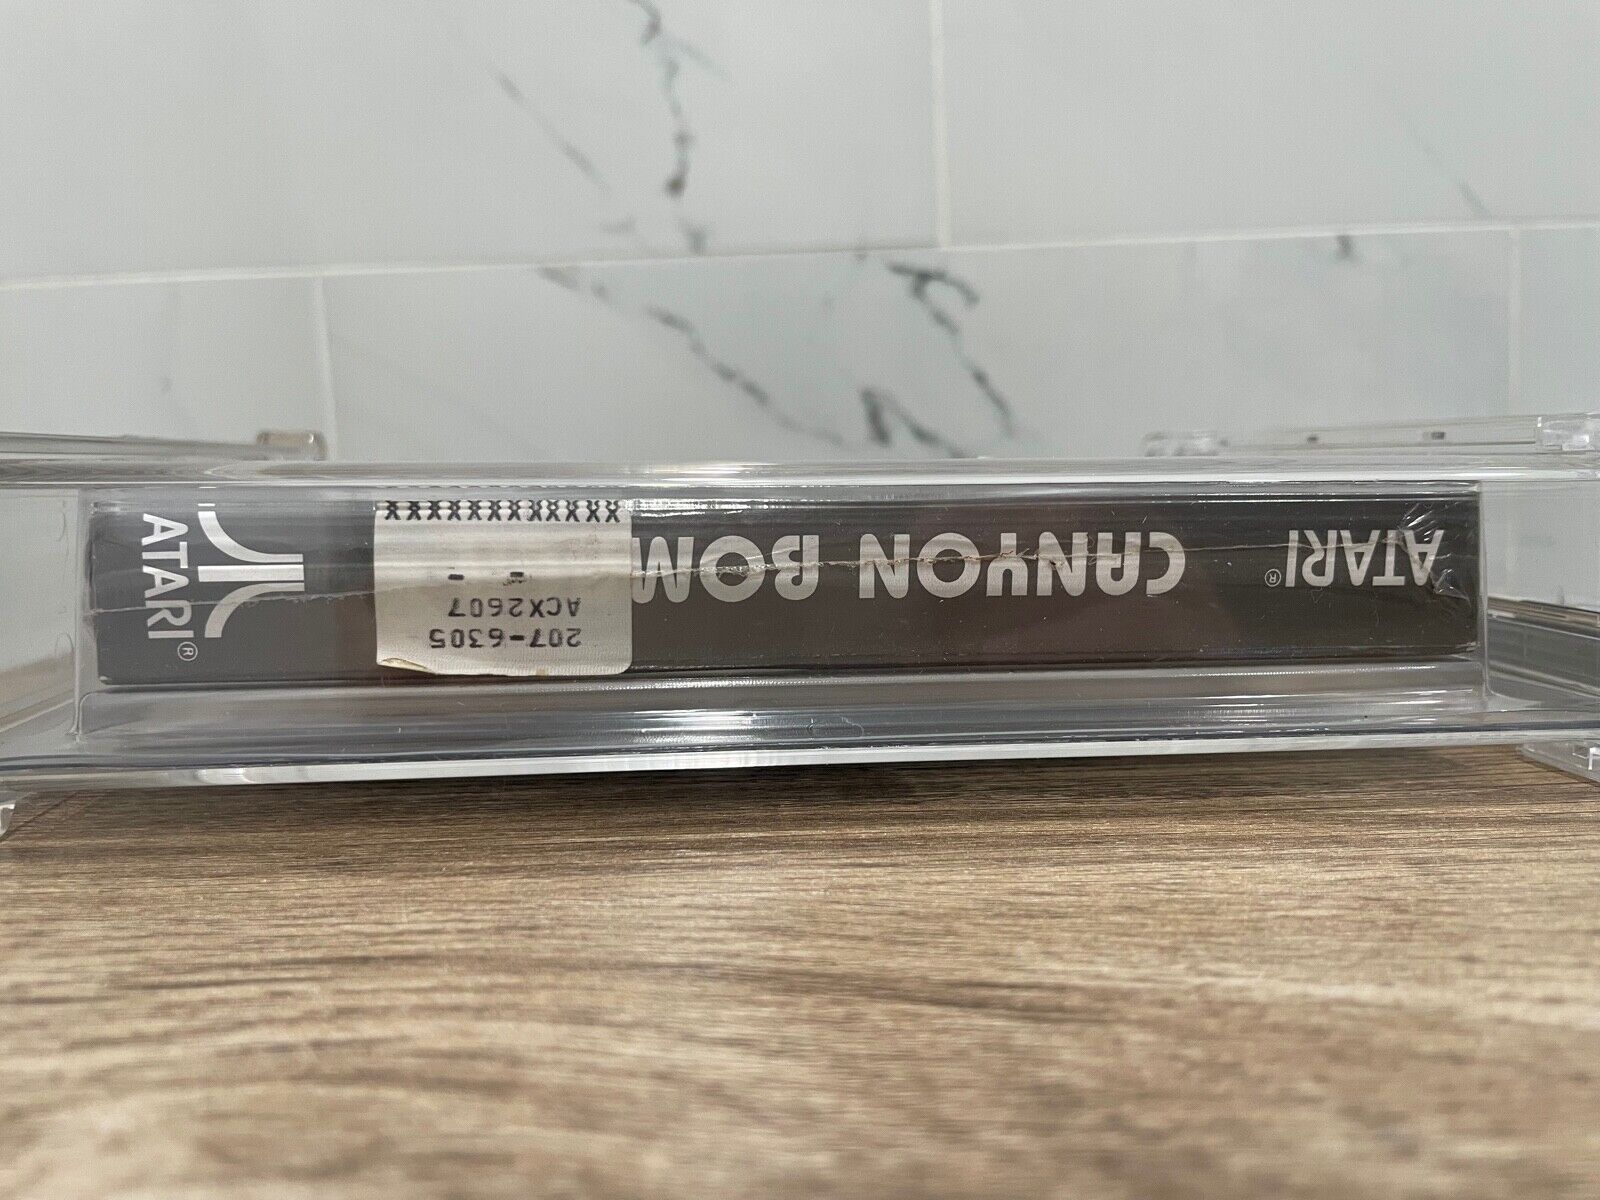 ATARI®
CANYON BOM
XXXXXXXXXXXX
207-6305
ACX2607
- -
ATARI®